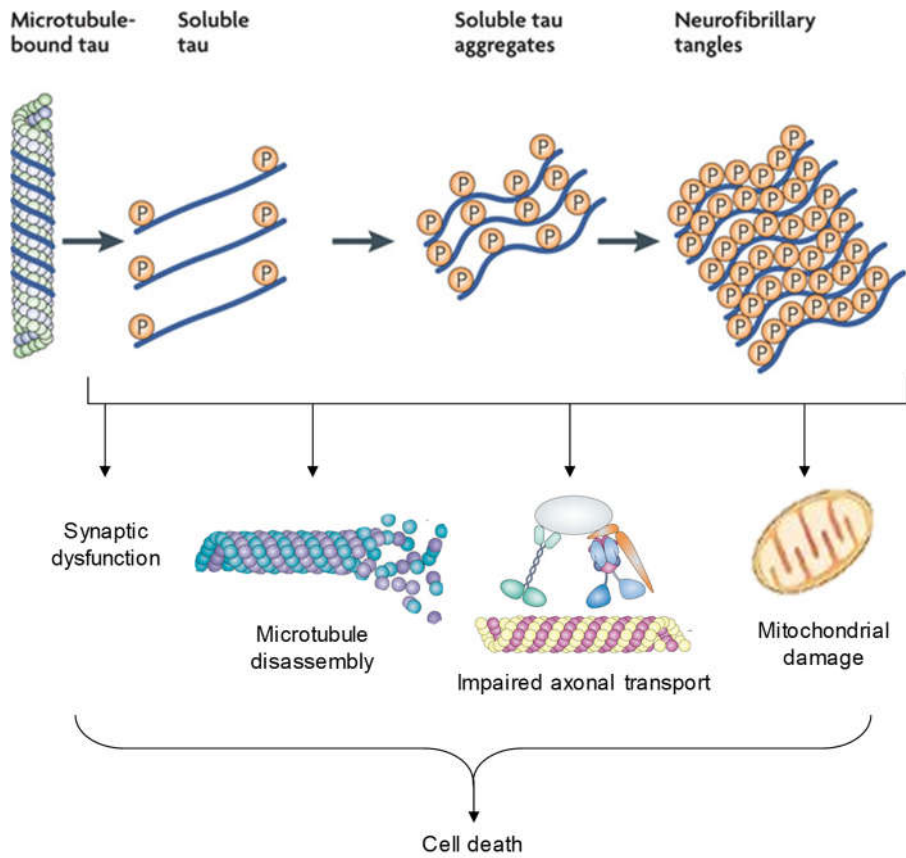 Microtubule-
bound tau
Soluble
tau
Soluble tau
aggregates
Neurofibrillary
tangles
P P
P P
P P
P
P P
P P P
P P
P P
P
P
P P P P P
P P P P
P P P P P
P P P P
P P P P P
P P P P
P P P P P
P P P P
P P P P P
P P
P
Synaptic
dysfunction
Microtubule
disassembly
Impaired axonal transport
Mitochondrial
damage
Cell death